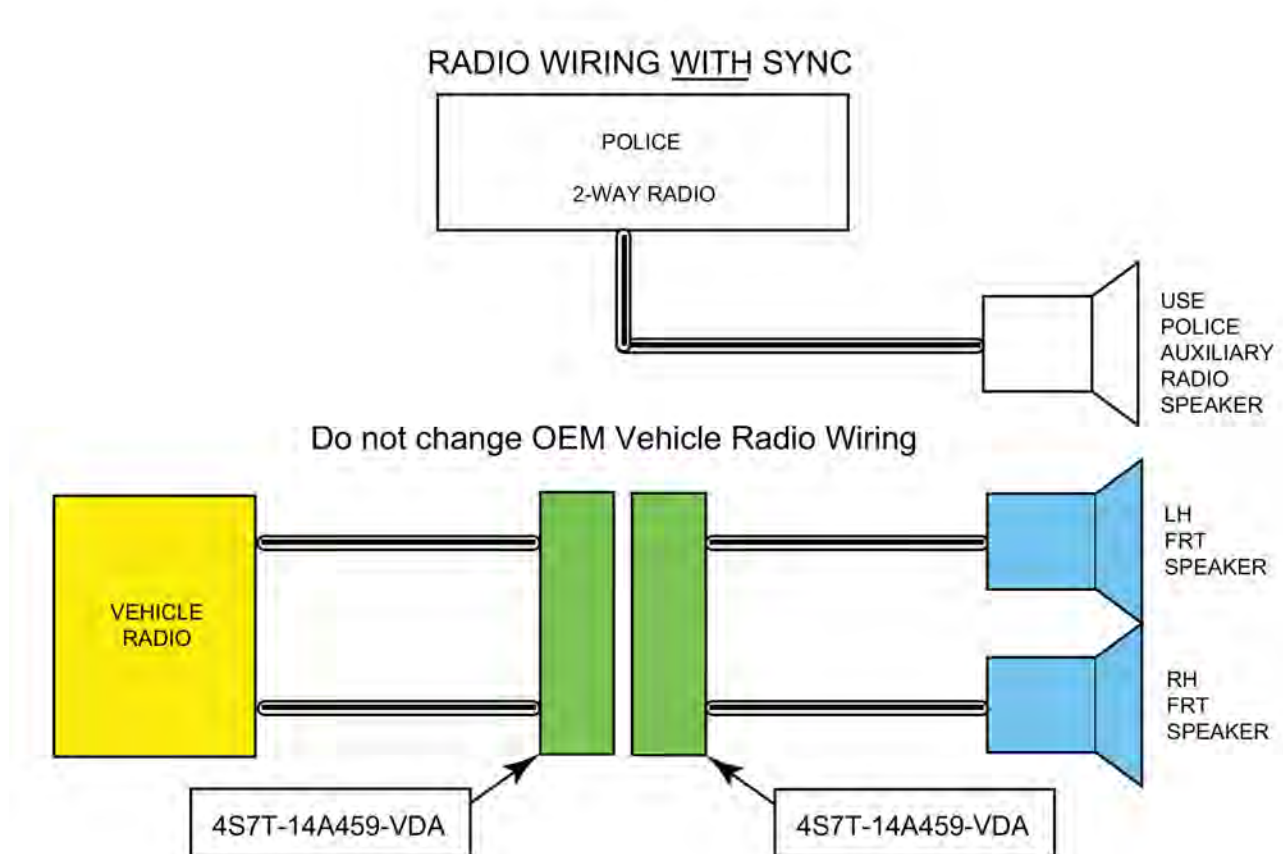 RADIO WIRING WITH SYNC
POLICE
2-WAY RADIO
USE
POLICE
AUXILIARY
RADIO
SPEAKER
Do not change OEM Vehicle Radio Wiring
VEHICLE
RADIO
LH
FRT
SPEAKER
RH
FRT
SPEAKER
4S7T-14A459-VDA
4S7T-14A459-VDA